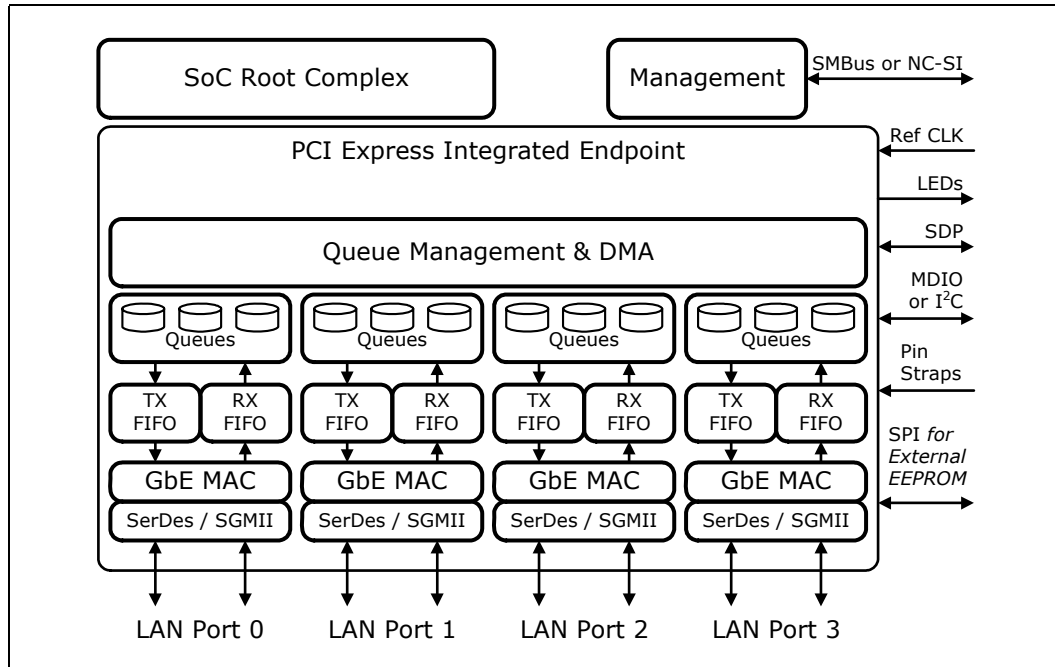 SoC Root Complex
Management
SMBus or NC-SI
PCI Express Integrated Endpoint
Ref CLK
LEDs
Queue Management & DMA
SDP
MDIO
or I²C
Queues
Queues
Queues
Queues
Pin
Straps
TX
FIFO
RX
FIFO
TX
FIFO
RX
FIFO
TX
FIFO
RX
FIFO
TX
FIFO
RX
FIFO
SPI for
External
EEPROM
GbE MAC
GbE MAC
GbE MAC
GbE MAC
SerDes / SGMII
SerDes / SGMII
SerDes / SGMII
SerDes / SGMII
LAN Port 0
LAN Port 1
LAN Port 2
LAN Port 3